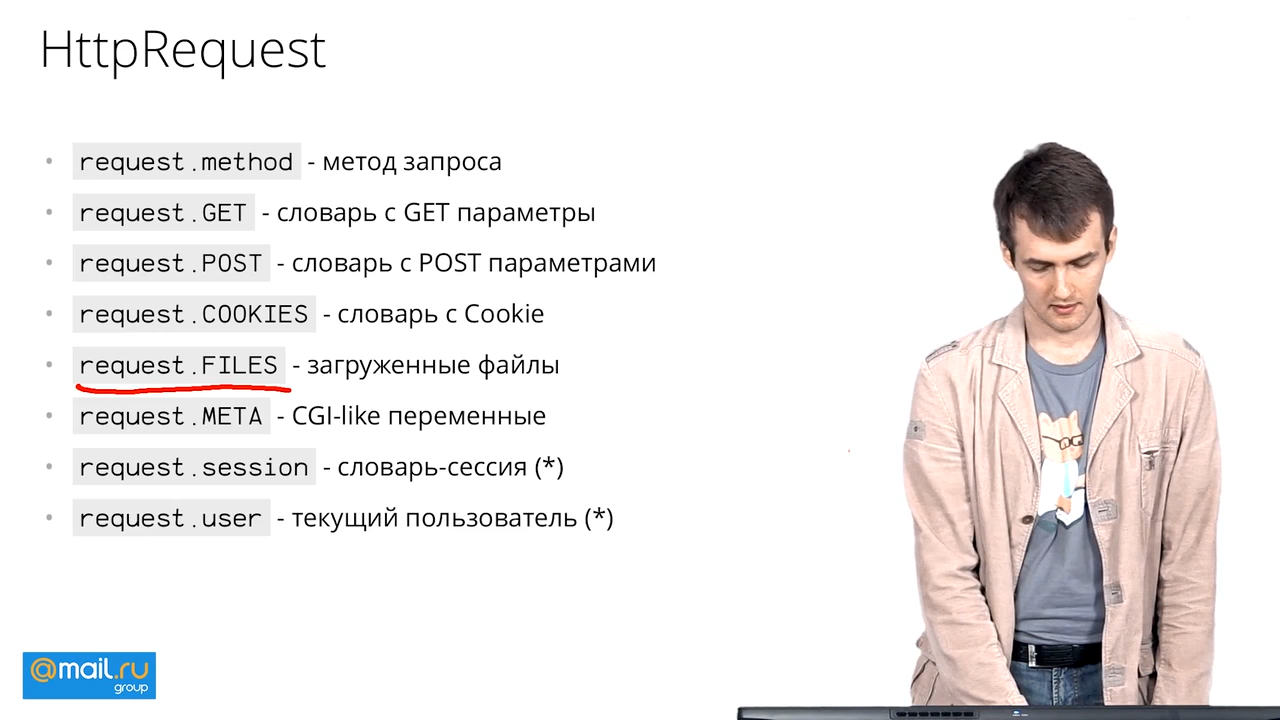 HttpRequest
• request.method - метод запроса
• request.GET - словарь с GET параметры
• request.POST - словарь с POST параметрами
• request.COOKIES - словарь с Cookie
• request.FILES - загруженные файлы
• request.META - CGI-like переменные
• request.session - словарь-сессия (*)
• request.user - текущий пользователь (*)
@mail.ru
group